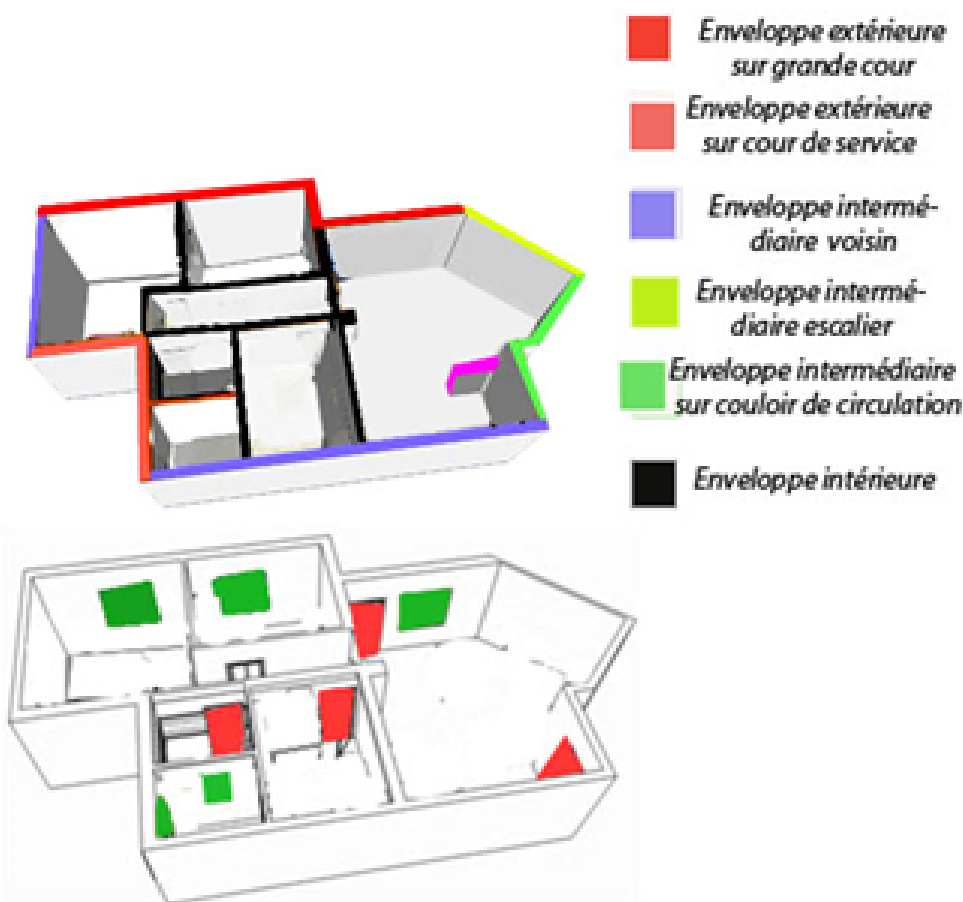 Enveloppe extérieure
sur grande cour
Enveloppe extérieure
sur cour de service
Enveloppe intermé-
diaire voisin
Enveloppe intermé-
diaire escalier
Enveloppe intermédiaire
sur couloir de circulation
Enveloppe intérieure